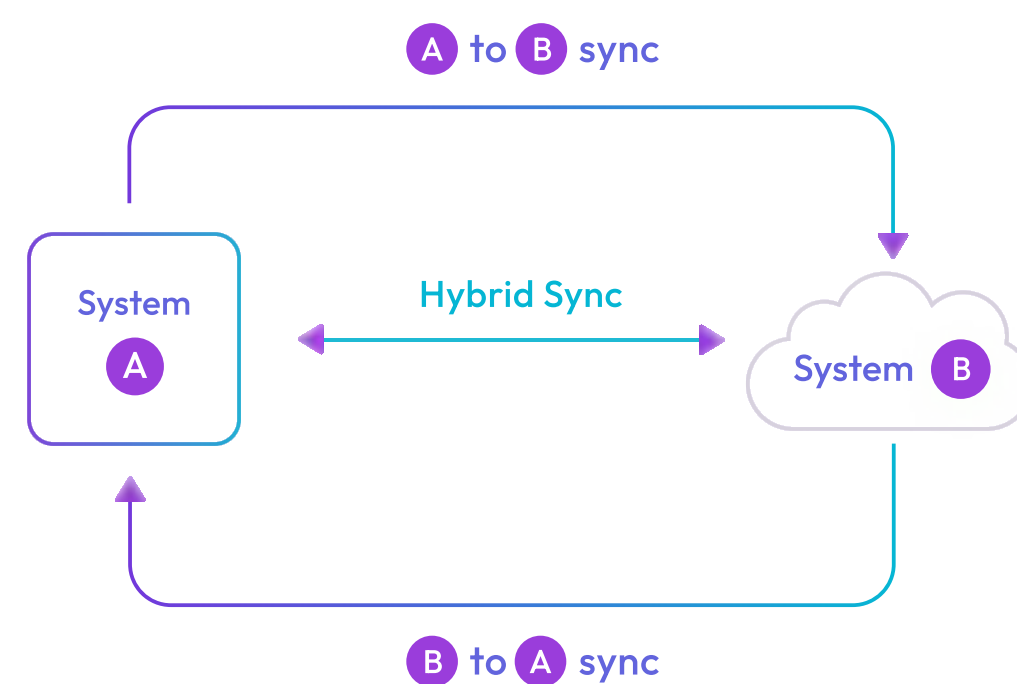 A to B sync
Hybrid Sync
System
A
System B
B to A sync